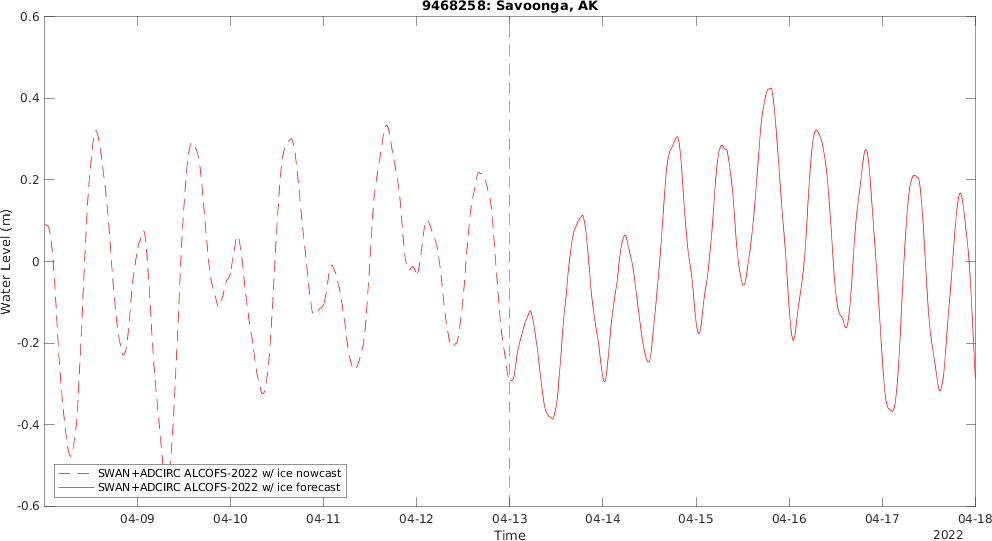 9468258: Savoonga, AK
0.6
0.4
0.2
0
-0.2
-0.4
-0.6
Water Level (m)
SWAN+ADCIRC ALCOFS-2022 w/ ice nowcast
SWAN+ADCIRC ALCOFS-2022 w/ ice forecast
04-09 04-10 04-11 04-12 04-13 04-14 04-15 04-16 04-17 04-18
Time
2022